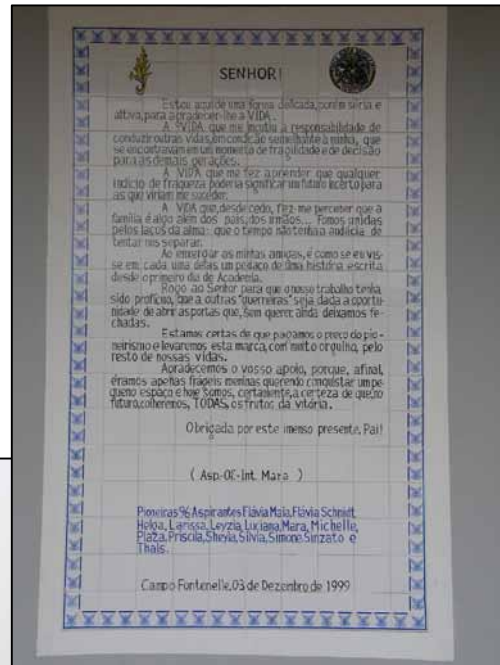 SENHOR!
Estou aqui de uma forma delicada, porém séria e
altiva, para agradecer-lhe a VIDA.
A VIDA que me incutiu a responsabilidade de
conduzir outras vidas, em condição semelhante à minha, que
se encontravam em um momento de fragilidade e de decisão
para as demais gerações.
A VIDA que me fez aprender que qualquer
indício de fraqueza poderia significar um futuro incerto para
as que viriam me suceder.
A VIDA que, desde cedo, fez-me perceber que a
família é algo além dos pais, dos irmãos... Fomos unidas
pelos laços da alma: que o tempo não tenha a audácia de
tentar nos separar.
Ao enxergar as minhas amigas, é como se eu vis-
se em cada uma delas um pedaço de uma história escrita
desde o primeiro dia de Academia.
Rogo ao Senhor para que o nosso trabalho tenha
sido profícuo, que a outras "guerreiras" seja dada a oportu-
nidade de abrir as portas que, sem querer, ainda deixamos fe-
chadas.
Estamos certas de que pagamos o preço do pio-
neirismo e levaremos esta marca, com muito orgulho, pelo
resto de nossas vidas.
Agradecemos o vosso apoio, porque, afinal,
éramos apenas frágeis meninas querendo conquistar um pe-
queno espaço e hoje somos, certamente, a certeza de que, no
futuro, colheremos, TODAS, os frutos da vitória.
Obrigada por este imenso presente, Pai!
( Asp-Of-Int. Mara )
Pioneiras 96 Aspirantes Flávia Maia, Flávia Schmidt,
Heloa, Larissa, Leyzia, Luciana, Mara, Michelle,
Plaza, Priscila, Sheyla, Silvia, Simone Sinzato e
Thaís.
Campo Fontenelle, 03 de Dezembro de 1999